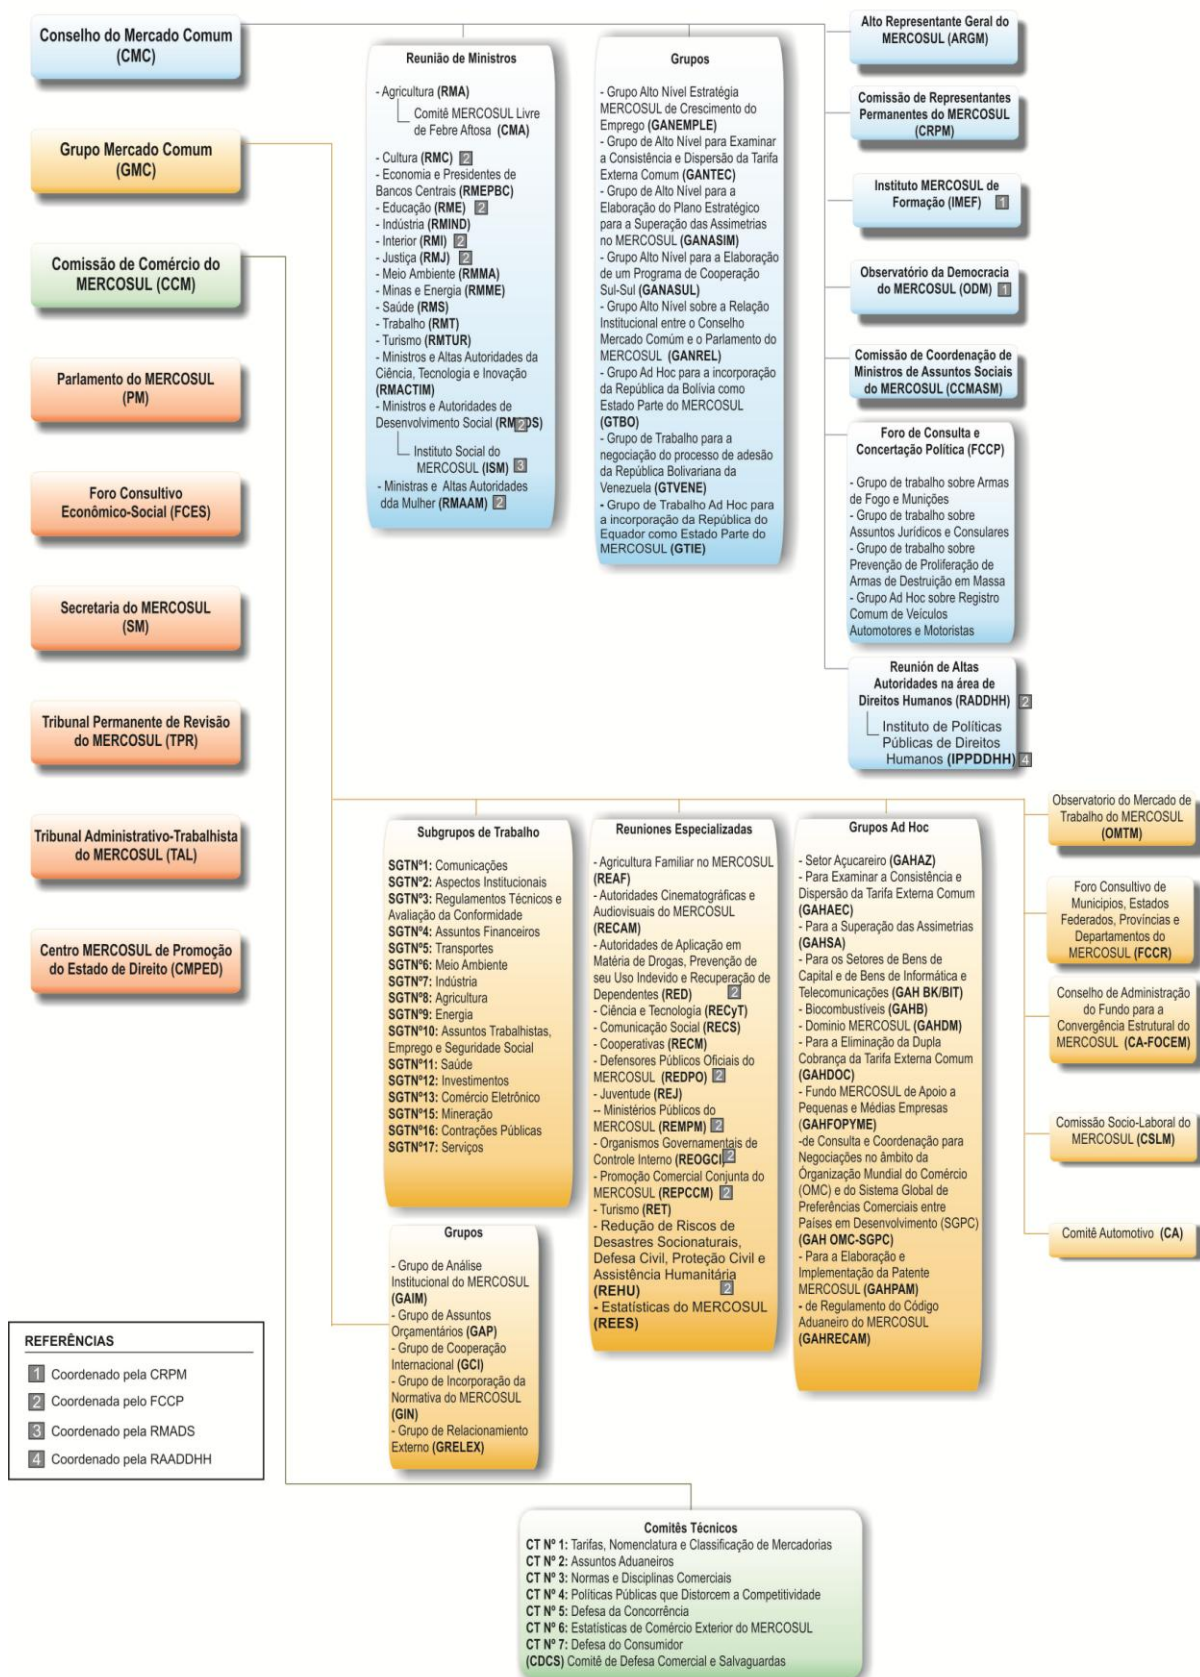 Conselho do Mercado Comum
(CMC)
Grupo Mercado Comum
(GMC)
Comissão de Comércio do
MERCOSUL (CCM)
Parlamento do MERCOSUL
(PM)
Foro Consultivo
Econômico-Social (FCES)
Secretaria do MERCOSUL
(SM)
Tribunal Permanente de Revisão
do MERCOSUL (TPR)
Tribunal Administrativo-Trabalhista
do MERCOSUL (TAL)
Centro MERCOSUL de Promoção
do Estado de Direito (CMPED)
Reunião de Ministros
- Agricultura (RMA)
Comitê MERCOSUL Livre
de Febre Aftosa (CMA)
- Cultura (RMC) 2
- Economia e Presidentes de
Bancos Centrais (RMEPBC)
- Educação (RME) 2
- Indústria (RMIND)
- Interior (RMI) 2
- Justiça (RMJ) 2
- Meio Ambiente (RMMA)
- Minas e Energia (RMME)
- Saúde (RMS)
- Trabalho (RMT)
- Turismo (RMTUR)
- Ministros e Altas Autoridades da
Ciência, Tecnologia e Inovação
(RMACTIM)
- Ministros e Autoridades de
Desenvolvimento Social (RM 2 DS)
Instituto Social do
MERCOSUL (ISM) 3
- Ministras e Altas Autoridades
dda Mulher (RMAAM) 2
Grupos
- Grupo Alto Nível Estratégia
MERCOSUL de Crescimento do
Emprego (GANEMPLE)
- Grupo de Alto Nível para Examinar
a Consistência e Dispersão da Tarifa
Externa Comum (GANTEC)
- Grupo de Alto Nível para a
Elaboração do Plano Estratégico
para a Superação das Assimetrias
no MERCOSUL (GANASIM)
- Grupo Alto Nível para a Elaboração
de um Programa de Cooperação
Sul-Sul (GANASUL)
- Grupo Alto Nível sobre a Relação
Institucional entre o Conselho
Mercado Comúm e o Parlamento do
MERCOSUL (GANREL)
- Grupo Ad Hoc para a incorporação
da República da Bolívia como
Estado Parte do MERCOSUL
(GTBO)
- Grupo de Trabalho para a
negociação do processo de adesão
da República Bolivariana da
Venezuela (GTVENE)
- Grupo de Trabalho Ad Hoc para
a incorporação da República do
Equador como Estado Parte do
MERCOSUL (GTIE)
Alto Representante Geral do
MERCOSUL (ARGM)
Comissão de Representantes
Permanentes do MERCOSUL
(CRPM)
Instituto MERCOSUL de
Formação (IMEF) 1
Observatório da Democracia
do MERCOSUL (ODM) 1
Comissão de Coordenação de
Ministros de Assuntos Sociais
do MERCOSUL (CCMASM)
Foro de Consulta e
Concertação Política (FCCP)
- Grupo de trabalho sobre Armas
de Fogo e Munições
- Grupo de trabalho sobre
Assuntos Jurídicos e Consulares
- Grupo de trabalho sobre
Prevenção de Proliferação de
Armas de Destruição em Massa
- Grupo Ad Hoc sobre Registro
Comum de Veículos
Automotores e Motoristas
Reunión de Altas
Autoridades na área de
Direitos Humanos (RADDHH) 2
Instituto de Políticas
Públicas de Direitos
Humanos (IPPDDHH) 4
Subgrupos de Trabalho
SGTNº1: Comunicações
SGTNº2: Aspectos Institucionais
SGTNº3: Regulamentos Técnicos e
Avaliação da Conformidade
SGTNº4: Assuntos Financeiros
SGTNº5: Transportes
SGTNº6: Meio Ambiente
SGTNº7: Indústria
SGTNº8: Agricultura
SGTNº9: Energia
SGTNº10: Assuntos Trabalhistas,
Emprego e Seguridade Social
SGTNº11: Saúde
SGTNº12: Investimentos
SGTNº13: Comércio Eletrônico
SGTNº15: Mineração
SGTNº16: Contrações Públicas
SGTNº17: Serviços
Grupos
- Grupo de Análise
Institucional do MERCOSUL
(GAIM)
- Grupo de Assuntos
Orçamentários (GAP)
- Grupo de Cooperação
Internacional (GCI)
- Grupo de Incorporação da
Normativa do MERCOSUL
(GIN)
- Grupo de Relacionamiento
Externo (GRELEX)
Reuniones Especializadas
- Agricultura Familiar no MERCOSUL
(REAF)
- Autoridades Cinematográficas e
Audiovisuais do MERCOSUL
(RECAM)
- Autoridades de Aplicação em
Matéria de Drogas, Prevenção de
seu Uso Indevido e Recuperação de
Dependentes (RED) 2
- Ciência e Tecnologia (RECyT)
- Comunicação Social (RECS)
- Cooperativas (RECM)
- Defensores Públicos Oficiais do
MERCOSUL (REDPO) 2
- Juventude (REJ)
-- Ministérios Públicos do
MERCOSUL (REMPM) 2
- Organismos Governamentais de
Controle Interno (REOGCI) 2
- Promoção Comercial Conjunta do
MERCOSUL (REPCCM) 2
- Turismo (RET)
- Redução de Riscos de
Desastres Socionaturais,
Defesa Civil, Proteção Civil e
Assistência Humanitária
(REHU) 2
- Estatísticas do MERCOSUL
(REES)
Grupos Ad Hoc
- Setor Açucareiro (GAHAZ)
- Para Examinar a Consistência e
Dispersão da Tarifa Externa Comum
(GAHAEC)
- Para a Superação das Assimetrias
(GAHSA)
- Para os Setores de Bens de
Capital e de Bens de Informática e
Telecomunicações (GAH BK/BIT)
- Biocombustíveis (GAHB)
- Dominio MERCOSUL (GAHDM)
- Para a Eliminação da Dupla
Cobrança da Tarifa Externa Comum
(GAHDOC)
- Fundo MERCOSUL de Apoio a
Pequenas e Médias Empresas
(GAHFOPYME)
-de Consulta e Coordenação para
Negociações no âmbito da
Órganização Mundial do Comércio
(OMC) e do Sistema Global de
Preferências Comerciais entre
Países em Desenvolvimento (SGPC)
(GAH OMC-SGPC)
- Para a Elaboração e
Implementação da Patente
MERCOSUL (GAHPAM)
- de Regulamento do Código
Aduaneiro do MERCOSUL
(GAHRECAM)
Observatorio do Mercado de
Trabalho do MERCOSUL
(OMTM)
Foro Consultivo de
Municipios, Estados
Federados, Províncias e
Departamentos do
MERCOSUL (FCCR)
Conselho de Administração
do Fundo para a
Convergência Estrutural do
MERCOSUL (CA-FOCEM)
Comissão Socio-Laboral do
MERCOSUL (CSLM)
Comitê Automotivo (CA)
REFERÊNCIAS
1 Coordenado pela CRPM
2 Coordenada pelo FCCP
3 Coordenado pela RMADS
4 Coordenado pela RAADDHH
Comitês Técnicos
CT Nº 1: Tarifas, Nomenclatura e Classificação de Mercadorias
CT Nº 2: Assuntos Aduaneiros
CT Nº 3: Normas e Disciplinas Comerciais
CT Nº 4: Políticas Públicas que Distorcem a Competitividade
CT Nº 5: Defesa da Concorrência
CT Nº 6: Estatísticas de Comércio Exterior do MERCOSUL
CT Nº 7: Defesa do Consumidor
(CDCS) Comitê de Defesa Comercial e Salvaguardas